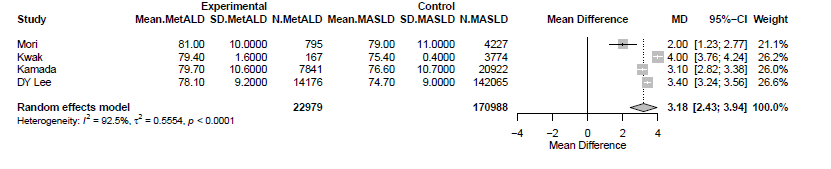 Experimental Control
Study Mean.MetALD SD.MetALD N.MetALD Mean.MASLD SD.MASLD N.MASLD Mean Difference MD 95%-CI Weight
Mori 81.00 10.0000 795 79.00 11.0000 4227 2.00 [1.23; 2.77] 21.1%
Kwak 79.40 1.6000 167 75.40 0.4000 3774 4.00 [3.76; 4.24] 26.2%
Kamada 79.70 10.6000 7841 76.60 10.7000 20922 3.10 [2.82; 3.38] 26.0%
DY Lee 78.10 9.2000 14176 74.70 9.0000 142065 3.40 [3.24; 3.56] 26.6%
Random effects model 22979 170988 3.18 [2.43; 3.94] 100.0%
Heterogeneity: I² = 92.5%, τ² = 0.5554, p < 0.0001
−4 −2 0 2 4
Mean Difference